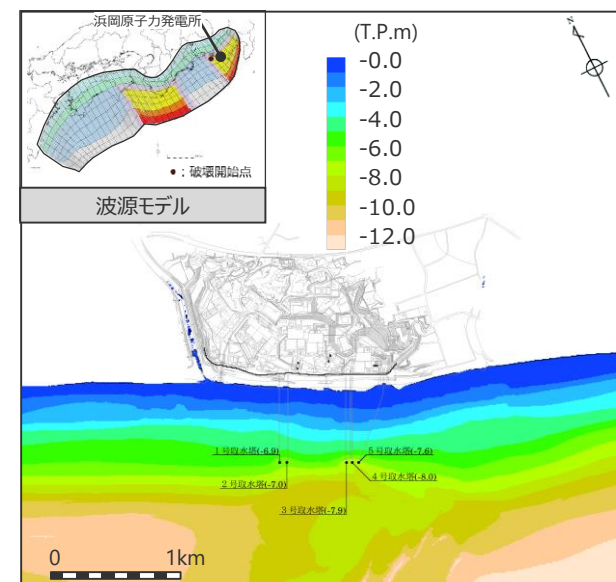 浜岡原子力発電所
●：破壊開始点
波源モデル
N
(T.P.m)
-0.0
-2.0
-4.0
-6.0
-8.0
-10.0
-12.0
1号取水塔(-6.9)
5号取水塔(-7.6)
2号取水塔(-7.0)
4号取水塔(-8.0)
3号取水塔(-7.9)
0 1km